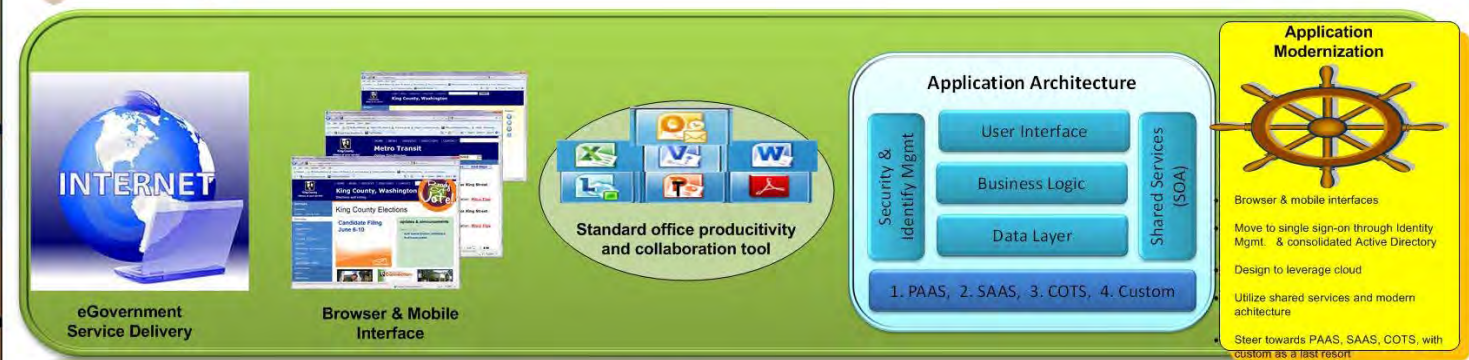 INTERNET
eGovernment
Service Delivery
King County, Washington
Metro Transit
King County, Washington
King County Elections
Candidate Filing
June 6-10
updates & announcements
Browser & Mobile
Interface
Standard office producitivity
and collaboration tool
Application Architecture
Security &
Identify Mgmt
User Interface
Business Logic
Data Layer
Shared Services
(SOA)
1. PAAS, 2. SAAS, 3. COTS, 4. Custom
Application
Modernization
Browser & mobile interfaces
Move to single sign-on through Identity
Mgmt. & consolidated Active Directory
Design to leverage cloud
Utilize shared services and modern
achitecture
Steer towards PAAS, SAAS, COTS, with
custom as a last resort